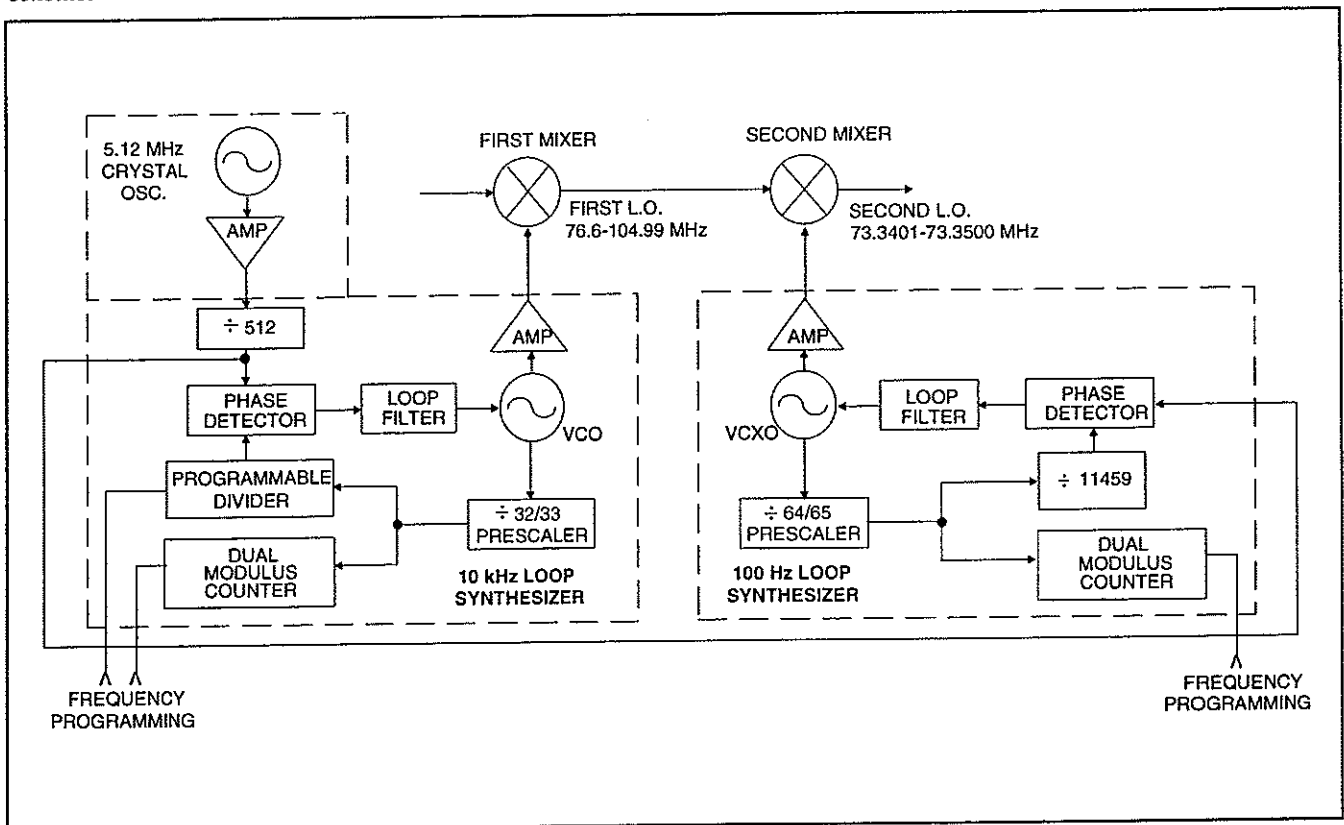 5.12 MHz
CRYSTAL
OSC.
AMP
FIRST MIXER
SECOND MIXER
FIRST L.O.
76.6-104.99 MHz
SECOND L.O.
73.3401-73.3500 MHz
÷ 512
AMP
AMP
PHASE
DETECTOR
LOOP
FILTER
VCO
VCXO
LOOP
FILTER
PHASE
DETECTOR
PROGRAMMABLE
DIVIDER
÷ 32/33
PRESCALER
÷ 64/65
PRESCALER
÷ 11459
DUAL
MODULUS
COUNTER
10 kHz LOOP
SYNTHESIZER
100 Hz LOOP
SYNTHESIZER
DUAL
MODULUS
COUNTER
FREQUENCY
PROGRAMMING
FREQUENCY
PROGRAMMING